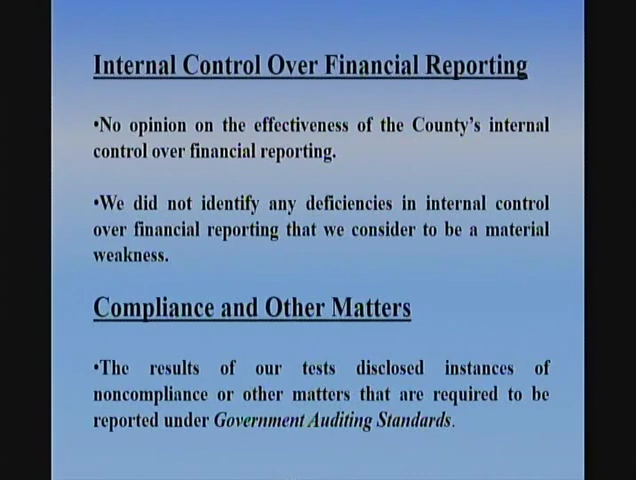 Internal Control Over Financial Reporting
•No opinion on the effectiveness of the County's internal
control over financial reporting.
•We did not identify any deficiencies in internal control
over financial reporting that we consider to be a material
weakness.
Compliance and Other Matters
•The results of our tests disclosed instances of
noncompliance or other matters that are required to be
reported under Government Auditing Standards.